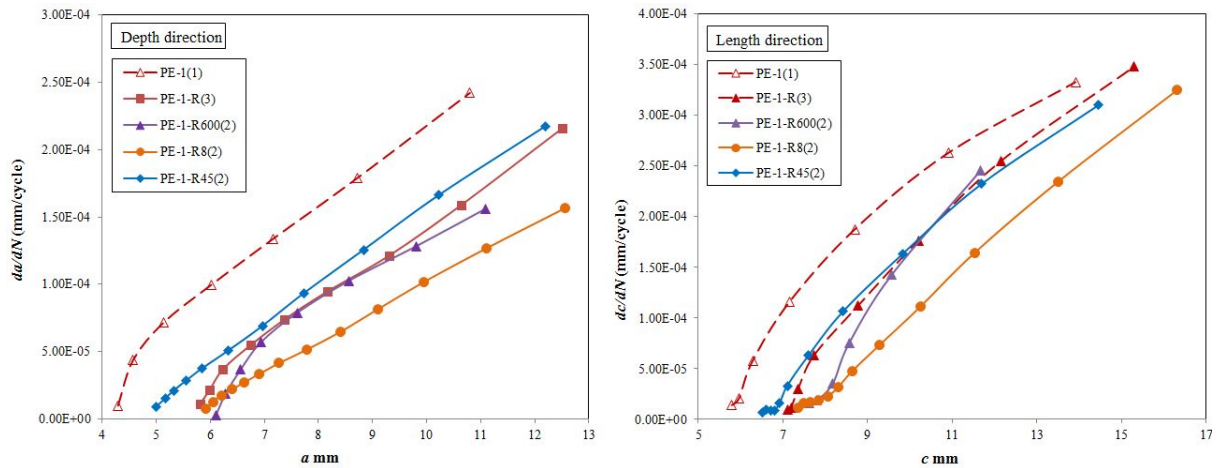 3.00E-04
Depth direction
PE-1(1)
PE-1-R(3)
PE-1-R600(2)
PE-1-R8(2)
PE-1-R45(2)
2.50E-04
2.00E-04
1.50E-04
1.00E-04
5.00E-05
0.00E+00
da/dN (mm/cycle)
4 5 6 7 8 9 10 11 12 13
a mm
4.00E-04
Length direction
PE-1(1)
PE-1-R(3)
PE-1-R600(2)
PE-1-R8(2)
PE-1-R45(2)
3.50E-04
3.00E-04
2.50E-04
2.00E-04
1.50E-04
1.00E-04
5.00E-05
0.00E+00
dc/dN (mm/cycle)
5 7 9 11 13 15 17
c mm